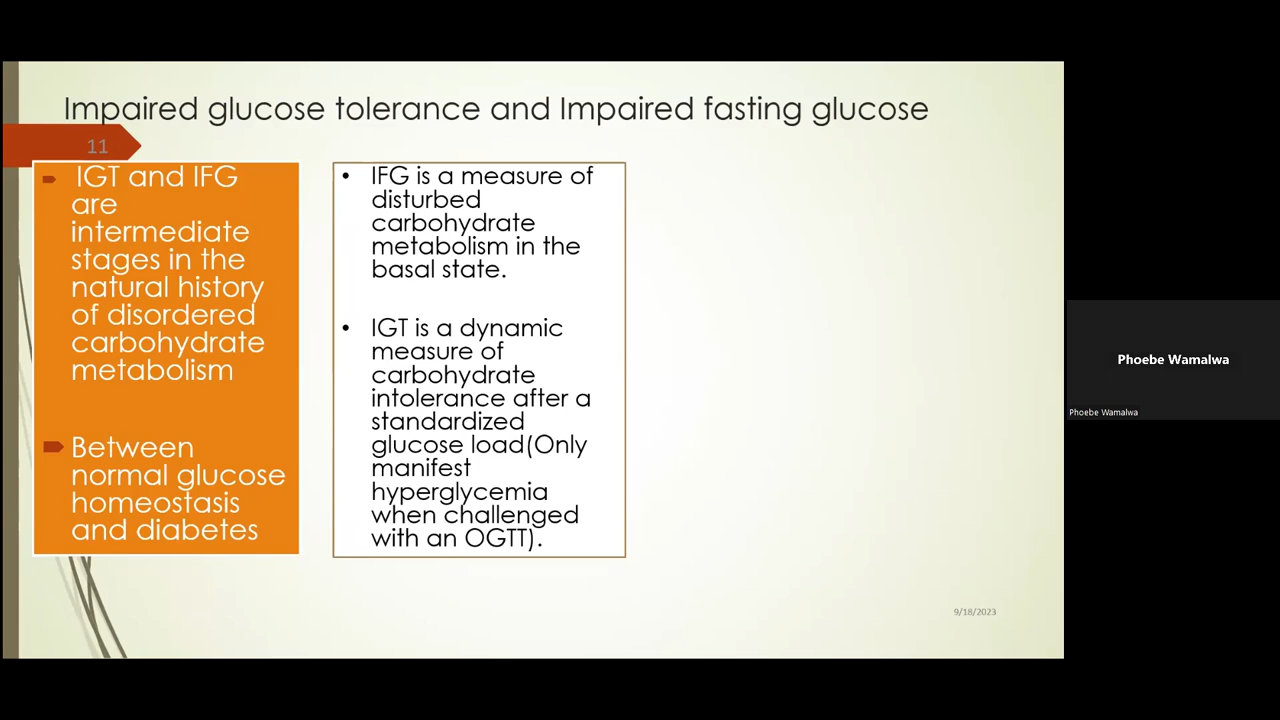 Impaired glucose tolerance and Impaired fasting glucose
11
IGT and IFG
are
intermediate
stages in the
natural history
of disordered
carbohydrate
metabolism
Between
normal glucose
homeostasis
and diabetes
• IFG is a measure of
disturbed
carbohydrate
metabolism in the
basal state.
• IGT is a dynamic
measure of
carbohydrate
intolerance after a
standardized
glucose load(Only
manifest
hyperglycemia
when challenged
with an OGTT).
9/18/2023
Phoebe Wamalwa
Phoebe Wamalwa